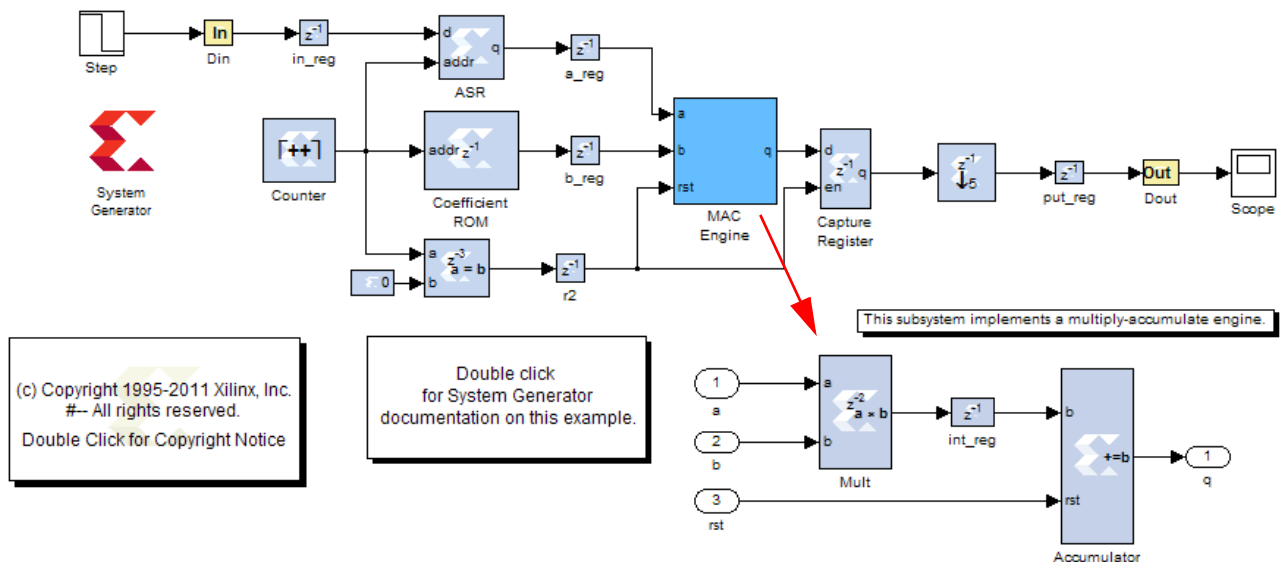 In
z⁻¹
d
addr
q
z⁻¹
Step
Din
in_reg
a_reg
ASR
System
Generator
⌈++⌉
Counter
addr z⁻¹
Coefficient
ROM
z⁻¹
b_reg
a
b
rst
q
MAC
Engine
d
en
z⁻¹ q
Capture
Register
z⁻¹
↓5
z⁻¹
put_reg
Out
Dout
Scope
0
a
b
z⁻³
a = b
z⁻¹
r2
This subsystem implements a multiply-accumulate engine.
(c) Copyright 1995-2011 Xilinx, Inc.
#-- All rights reserved.
Double Click for Copyright Notice
Double click
for System Generator
documentation on this example.
1
a
2
b
3
rst
a
b
z⁻²
a × b
Mult
z⁻¹
int_reg
b
rst
+=b
Accumulator
1
q